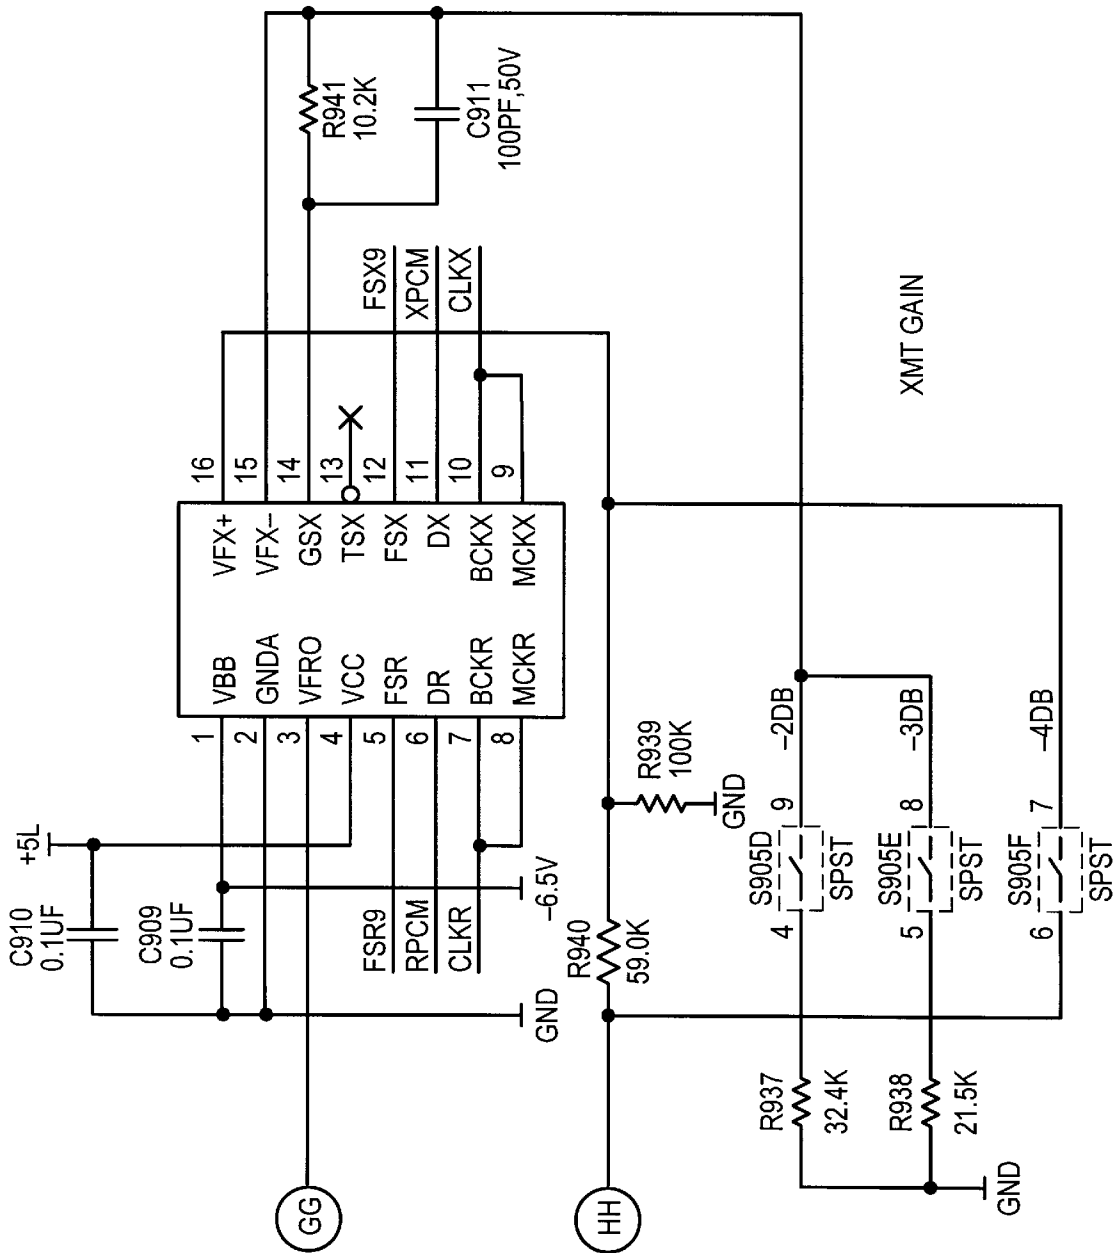 +5L
C910
0.1UF
C909
0.1UF
GND
-6.5V
FSR9
RPCM
CLKR
GG
1
2
3
4
5
6
7
8
VBB
GNDA
VFRO
VCC
FSR
DR
BCKR
MCKR
VFX+
VFX-
GSX
TSX
FSX
DX
BCKX
MCKX
16
15
14
13
12
11
10
9
FSX9
XPCM
CLKX
R941
10.2K
C911
100PF,50V
HH
R940
59.0K
R939
100K
GND
R937
32.4K
4
S905D
SPST
9
-2DB
R938
21.5K
5
S905E
SPST
8
-3DB
6
S905F
SPST
7
-4DB
GND
XMT GAIN